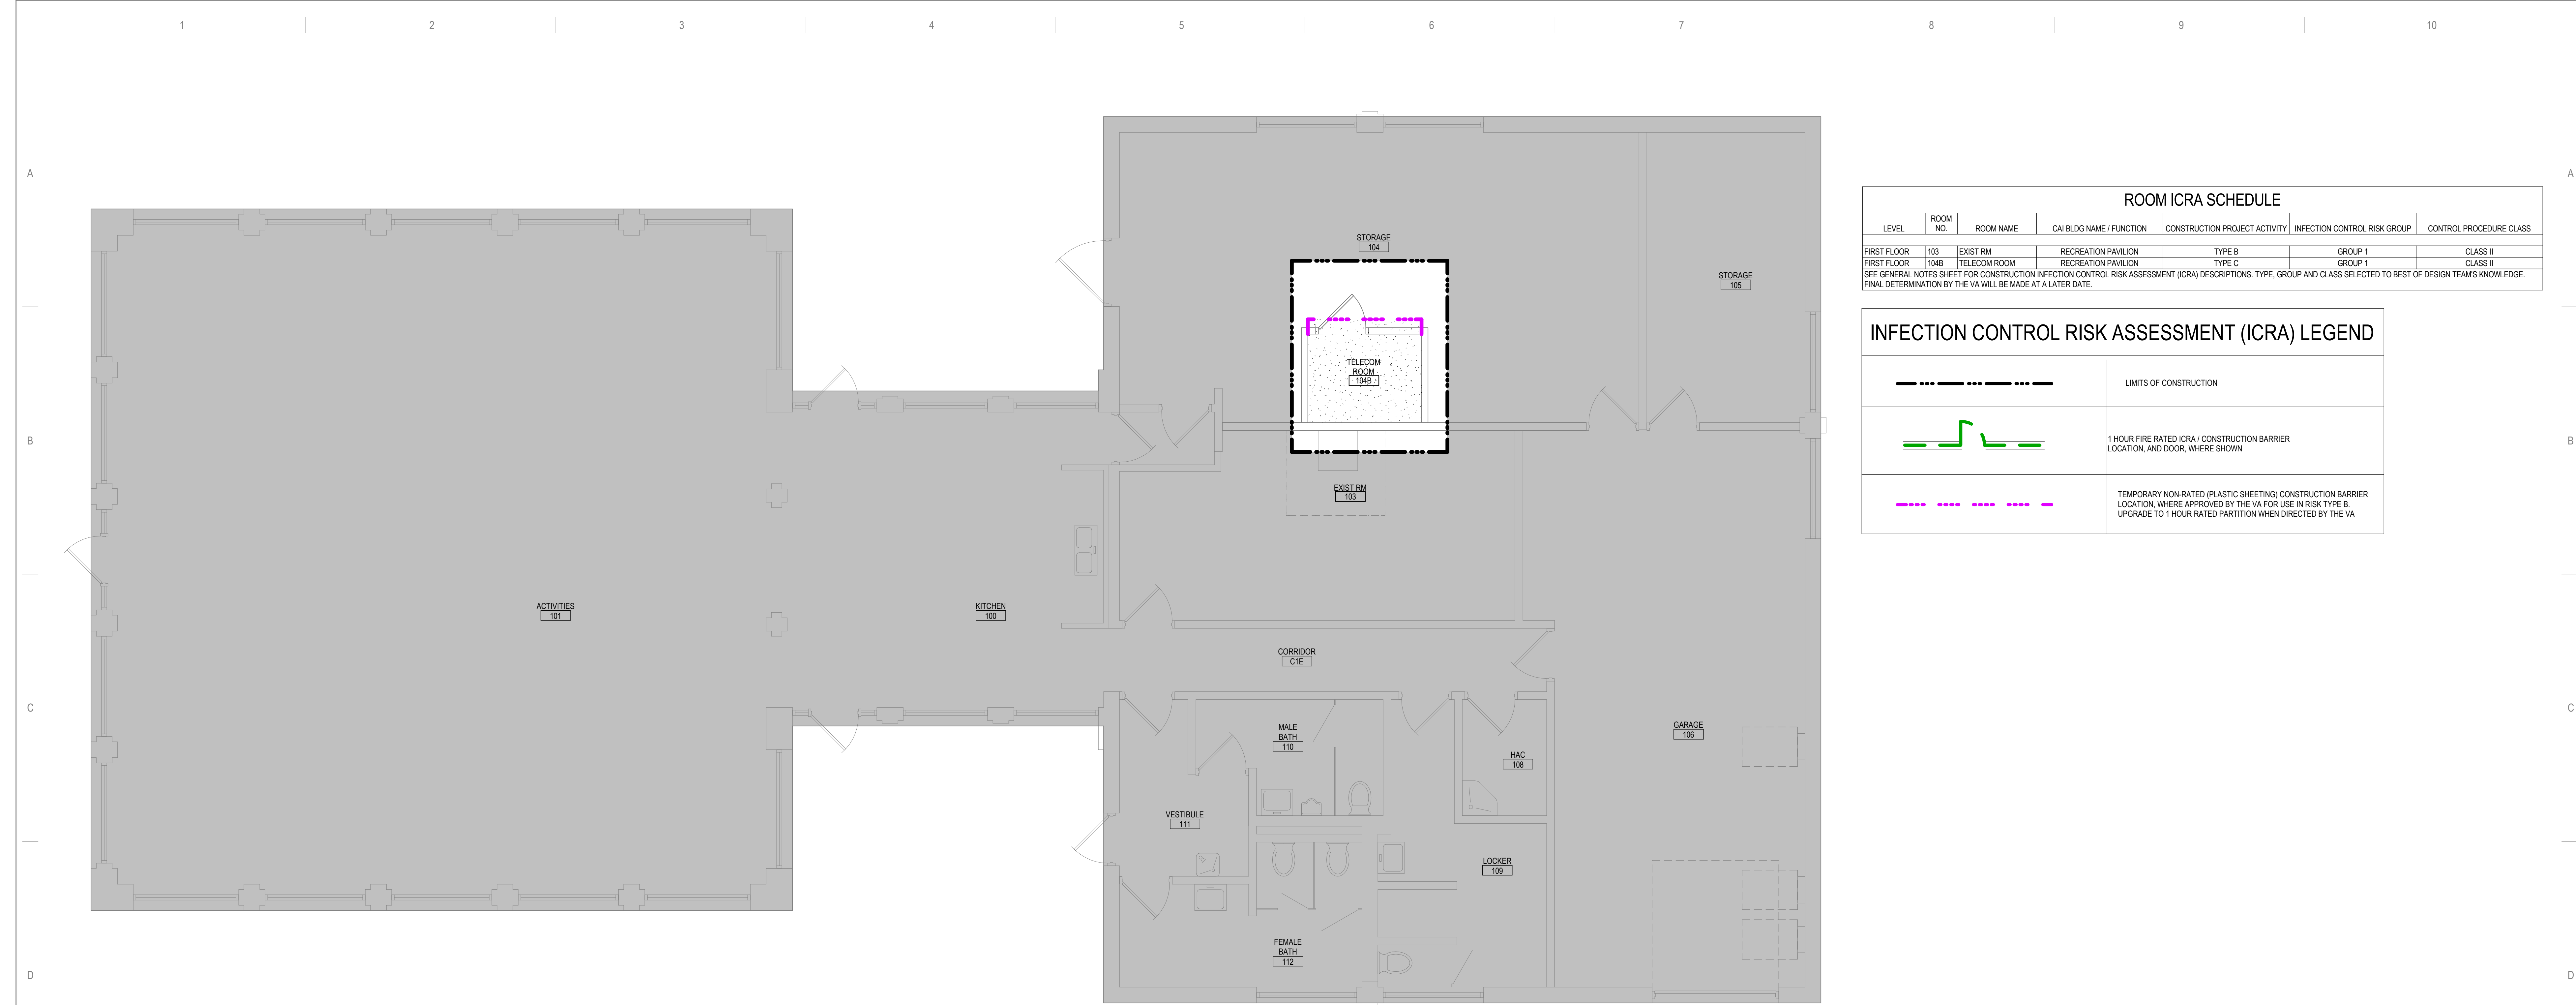 1 2 3 4 5 6 7 8 9 10
A
A
STORAGE
104
STORAGE
105
TELECOM
ROOM
104B
B
B
EXIST RM
103
ACTIVITIES
101
KITCHEN
100
CORRIDOR
C1E
C
C
MALE
BATH
110
GARAGE
106
HAC
108
VESTIBULE
111
LOCKER
109
FEMALE
BATH
112
D
D
ROOM ICRA SCHEDULE
LEVEL ROOM NO. ROOM NAME CAI BLDG NAME / FUNCTION CONSTRUCTION PROJECT ACTIVITY INFECTION CONTROL RISK GROUP CONTROL PROCEDURE CLASS
FIRST FLOOR 103 EXIST RM RECREATION PAVILION TYPE B GROUP 1 CLASS II
FIRST FLOOR 104B TELECOM ROOM RECREATION PAVILION TYPE C GROUP 1 CLASS II
SEE GENERAL NOTES SHEET FOR CONSTRUCTION INFECTION CONTROL RISK ASSESSMENT (ICRA) DESCRIPTIONS. TYPE, GROUP AND CLASS SELECTED TO BEST OF DESIGN TEAM'S KNOWLEDGE.
FINAL DETERMINATION BY THE VA WILL BE MADE AT A LATER DATE.
INFECTION CONTROL RISK ASSESSMENT (ICRA) LEGEND
LIMITS OF CONSTRUCTION
1 HOUR FIRE RATED ICRA / CONSTRUCTION BARRIER
LOCATION, AND DOOR, WHERE SHOWN
TEMPORARY NON-RATED (PLASTIC SHEETING) CONSTRUCTION BARRIER
LOCATION, WHERE APPROVED BY THE VA FOR USE IN RISK TYPE B.
UPGRADE TO 1 HOUR RATED PARTITION WHEN DIRECTED BY THE VA